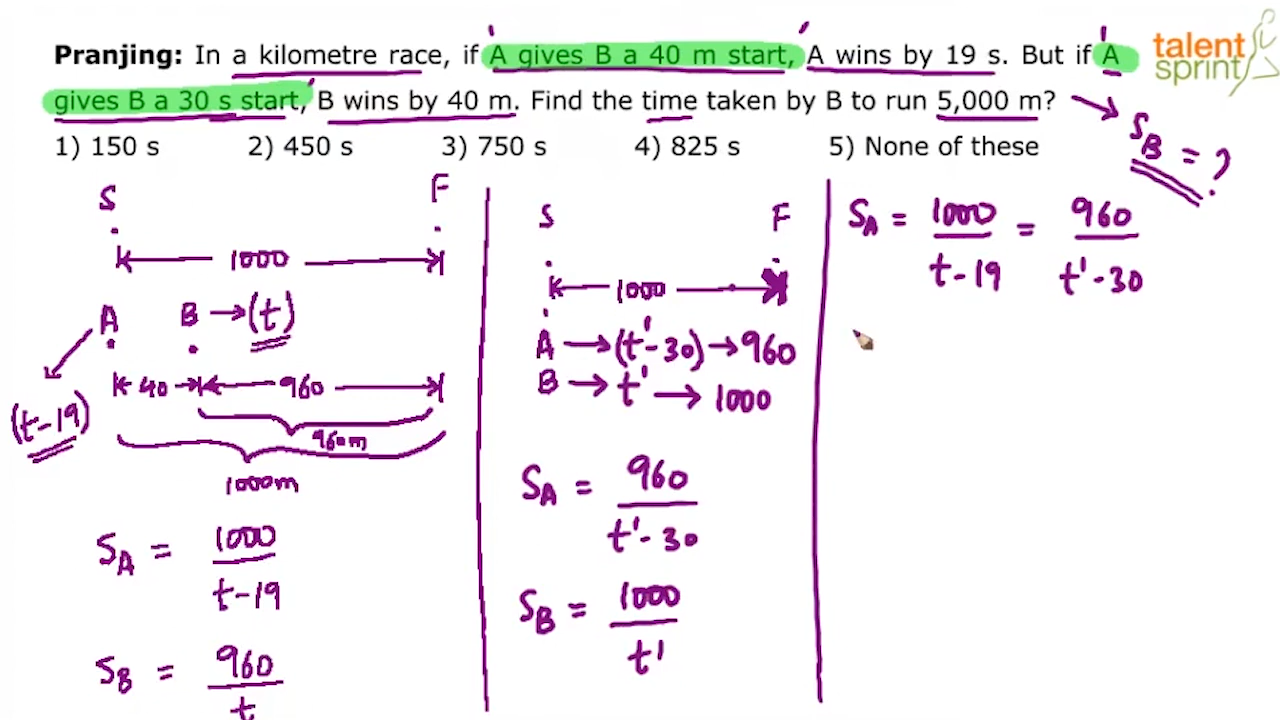 Pranjing: In a kilometre race, if A gives B a 40 m start, A wins by 19 s. But if A
gives B a 30 s start, B wins by 40 m. Find the time taken by B to run 5,000 m?
talent
sprint
1) 150 s 2) 450 s 3) 750 s 4) 825 s 5) None of these
S_B = ?
S F
1000
A B → (t)
40 960
(t-19)
960m
1000m
S_A = 1000 / t-19
S_B = 960 / t
S F
1000
A → (t'-30) → 960
B → t' → 1000
S_A = 960 / t'-30
S_B = 1000 / t'
S_A = 1000 / t-19 = 960 / t'-30